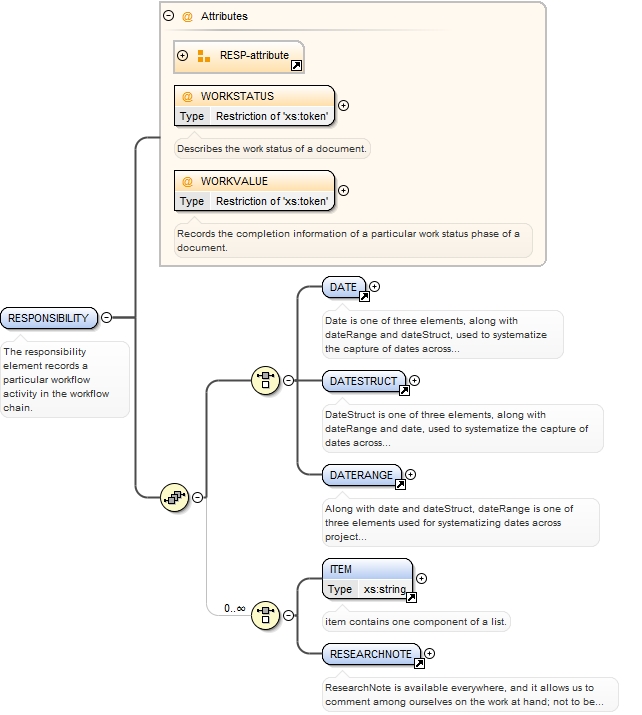 @ Attributes
RESP-attribute
@ WORKSTATUS
Type Restriction of 'xs:token'
Describes the work status of a document.
@ WORKVALUE
Type Restriction of 'xs:token'
Records the completion information of a particular work status phase of a
document.
RESPONSIBILITY
The responsibility
element records a
particular workflow
activity in the workflow
chain.
DATE
Date is one of three elements, along with
dateRange and dateStruct, used to systematize
the capture of dates across...
DATESTRUCT
DateStruct is one of three elements, along with
dateRange and date, used to systematize the capture of
dates across...
DATERANGE
Along with date and dateStruct, dateRange is one of
three elements used for systematizing dates across
project...
0..∞
ITEM
Type xs:string
item contains one component of a list.
RESEARCHNOTE
ResearchNote is available everywhere, and it allows us to
comment among ourselves on the work at hand; not to be...